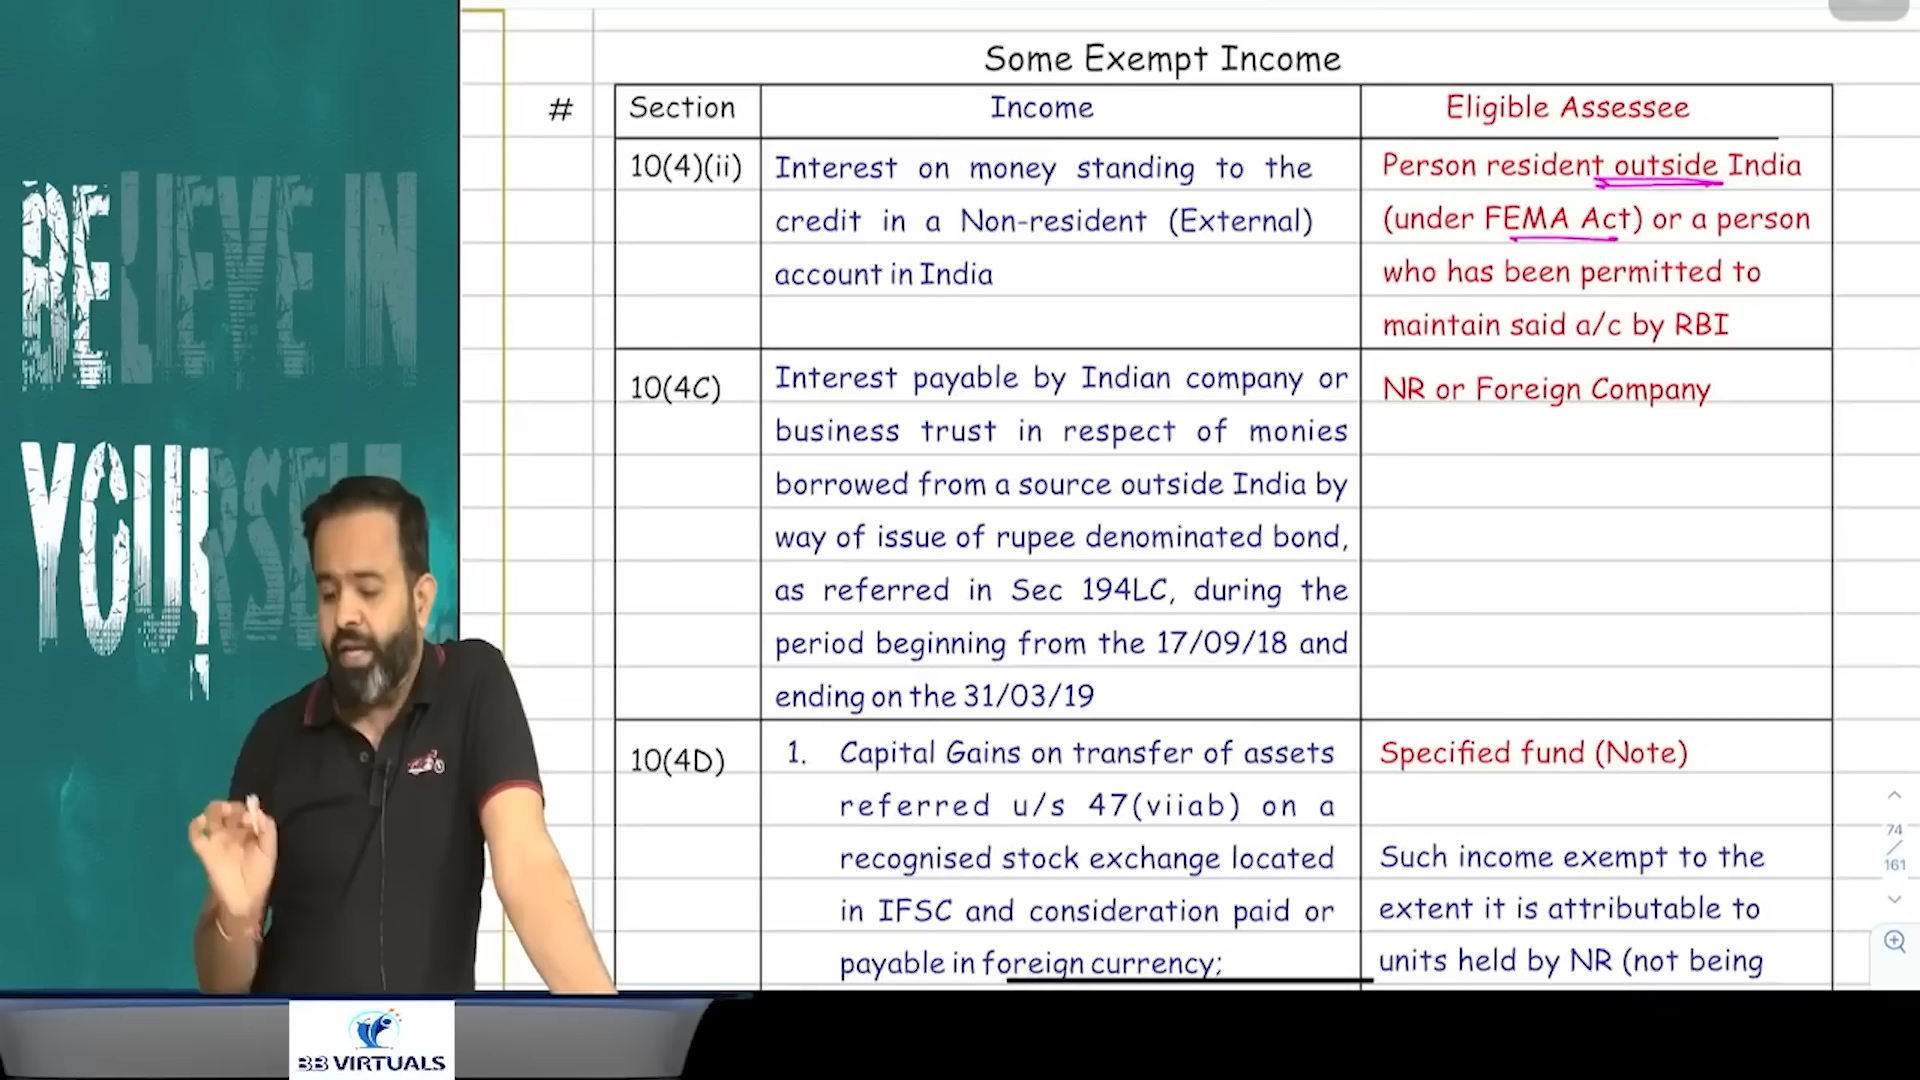 BELIEVE IN
YOURSELF
Some Exempt Income
#
Section
Income
Eligible Assessee
10(4)(ii)
Interest on money standing to the
credit in a Non-resident (External)
account in India
Person resident outside India
(under FEMA Act) or a person
who has been permitted to
maintain said a/c by RBI
10(4C)
Interest payable by Indian company or
business trust in respect of monies
borrowed from a source outside India by
way of issue of rupee denominated bond,
as referred in Sec 194LC, during the
period beginning from the 17/09/18 and
ending on the 31/03/19
NR or Foreign Company
10(4D)
1. Capital Gains on transfer of assets
referred u/s 47(viiab) on a
recognised stock exchange located
in IFSC and consideration paid or
payable in foreign currency;
Specified fund (Note)
Such income exempt to the
extent it is attributable to
units held by NR (not being
74
/
161
BB VIRTUALS